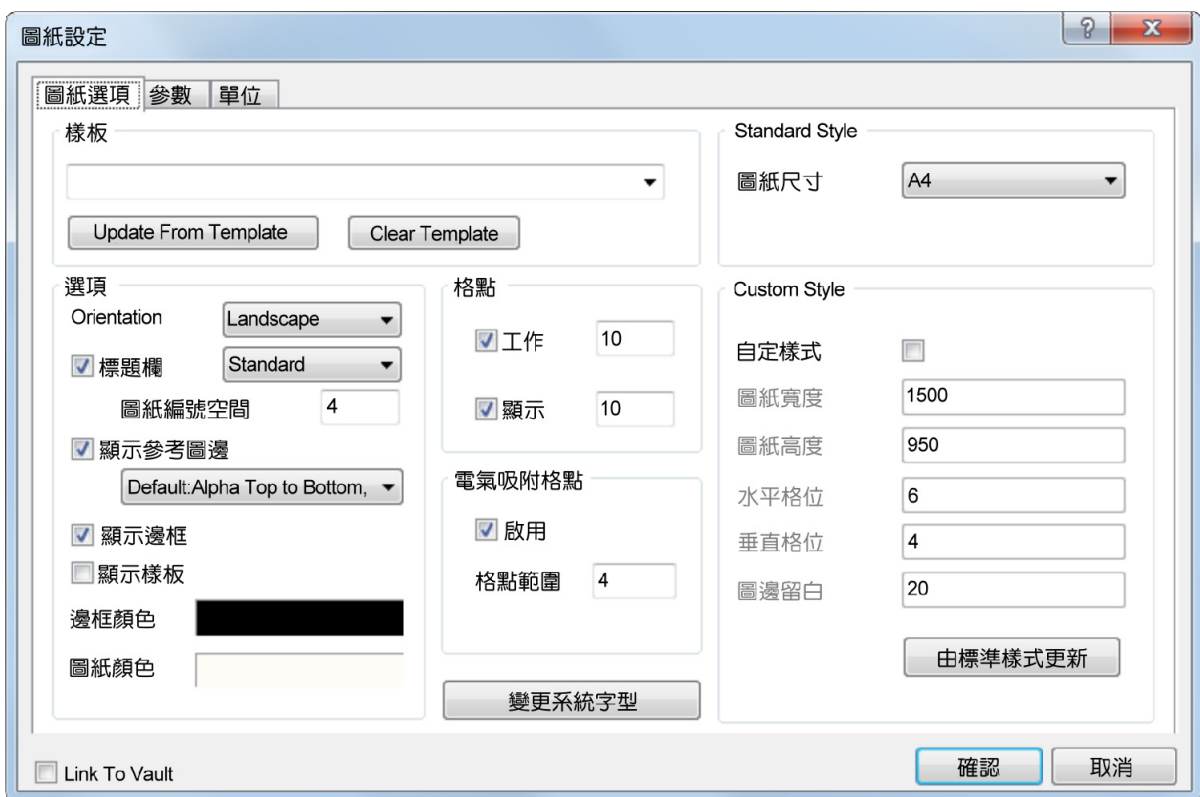 圖紙設定
圖紙選項 參數 單位
樣板
Update From Template Clear Template
Standard Style
圖紙尺寸 A4
選項
Orientation Landscape
標題欄 Standard
圖紙編號空間 4
顯示參考圖邊
Default:Alpha Top to Bottom,
顯示邊框
顯示樣板
邊框顏色
圖紙顏色
格點
工作 10
顯示 10
電氣吸附格點
啟用
格點範圍 4
變更系統字型
Custom Style
自定樣式
圖紙寬度 1500
圖紙高度 950
水平格位 6
垂直格位 4
圖邊留白 20
由標準樣式更新
Link To Vault
確認 取消